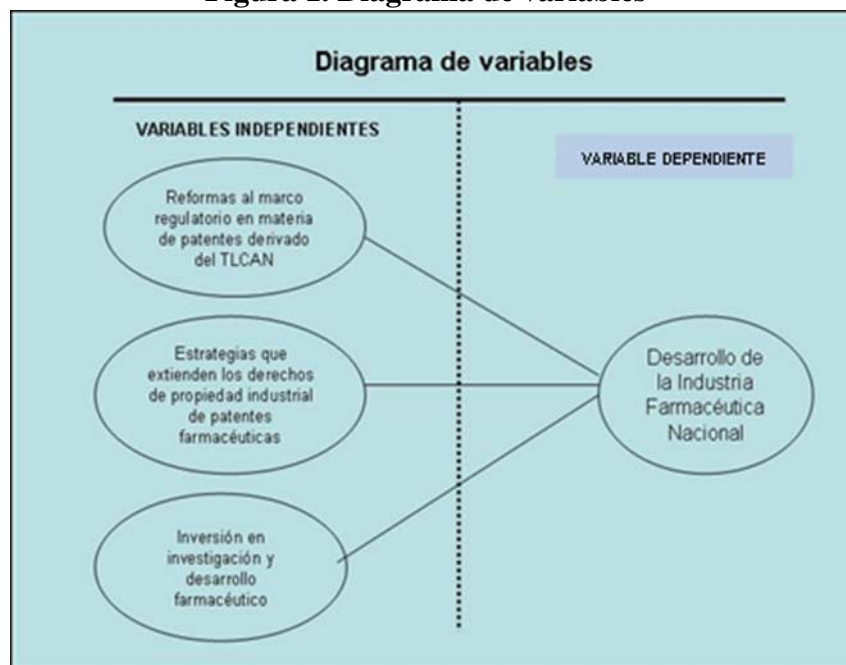 Figura 1. Diagrama de variables
Diagrama de variables
VARIABLES INDEPENDIENTES
VARIABLE DEPENDIENTE
Reformas al marco
regulatorio en materia
de patentes derivado
del TLCAN
Estrategias que
extienden los derechos
de propiedad industrial
de patentes
farmacéuticas
Inversión en
investigación y
desarrollo
farmacéutico
Desarrollo de
la Industria
Farmacéutica
Nacional